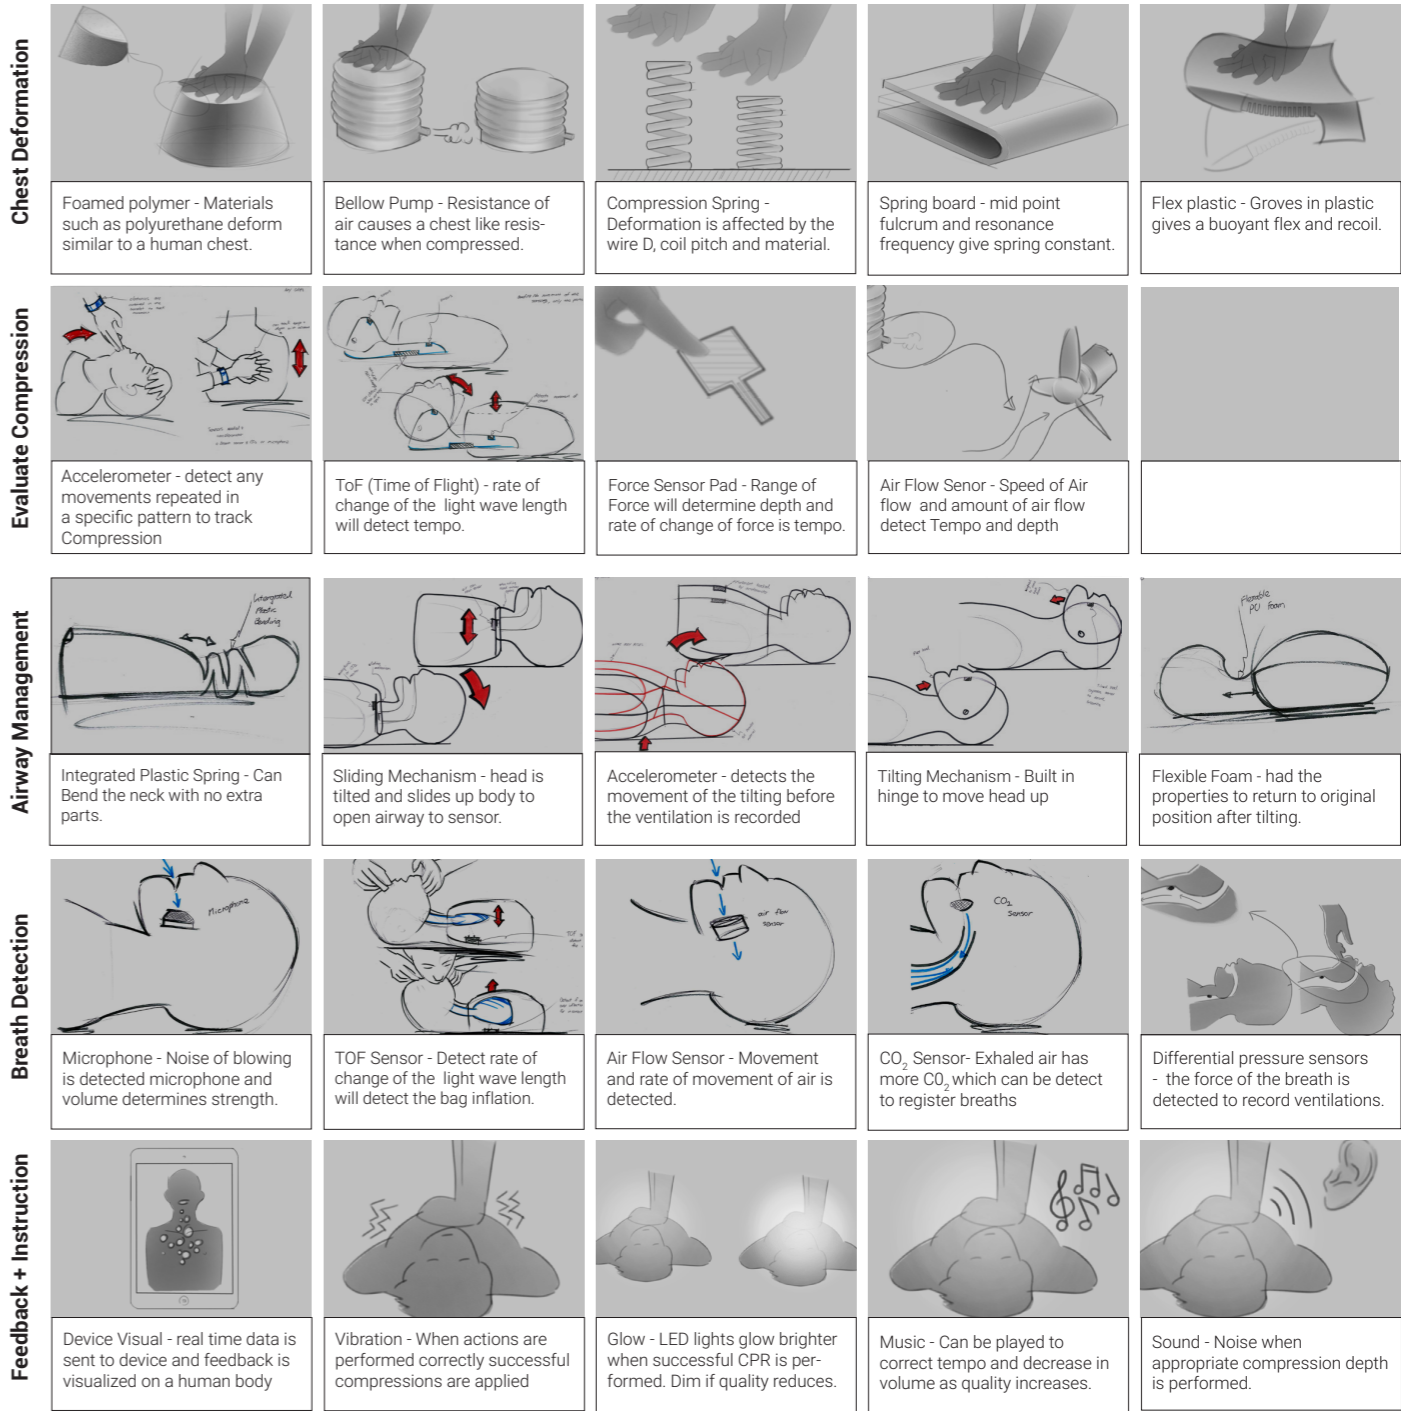 Chest Deformation
Foamed polymer - Materials
such as polyurethane deform
similar to a human chest.
Bellow Pump - Resistance of
air causes a chest like resis-
tance when compressed.
Compression Spring -
Deformation is affected by the
wire D, coil pitch and material.
Spring board - mid point
fulcrum and resonance
frequency give spring constant.
Flex plastic - Groves in plastic
gives a buoyant flex and recoil.
Evaluate Compression
Accelerometer - detect any
movements repeated in
a specific pattern to track
Compression
ToF (Time of Flight) - rate of
change of the light wave length
will detect tempo.
Force Sensor Pad - Range of
Force will determine depth and
rate of change of force is tempo.
Air Flow Senor - Speed of Air
flow and amount of air flow
detect Tempo and depth
Airway Management
Intergrated
Plastic
Flexible
PU foam
Integrated Plastic Spring - Can
Bend the neck with no extra
parts.
Sliding Mechanism - head is
tilted and slides up body to
open airway to sensor.
Accelerometer - detects the
movement of the tilting before
the ventilation is recorded
Tilting Mechanism - Built in
hinge to move head up
Flexible Foam - had the
properties to return to original
position after tilting.
Breath Detection
Microphone
air flow
sensor
CO2
sensor
Microphone - Noise of blowing
is detected microphone and
volume determines strength.
TOF Sensor - Detect rate of
change of the light wave length
will detect the bag inflation.
Air Flow Sensor - Movement
and rate of movement of air is
detected.
CO2 Sensor- Exhaled air has
more CO2 which can be detect
to register breaths
Differential pressure sensors
- the force of the breath is
detected to record ventilations.
Feedback + Instruction
Device Visual - real time data is
sent to device and feedback is
visualized on a human body
Vibration - When actions are
performed correctly successful
compressions are applied
Glow - LED lights glow brighter
when successful CPR is per-
formed. Dim if quality reduces.
Music - Can be played to
correct tempo and decrease in
volume as quality increases.
Sound - Noise when
appropriate compression depth
is performed.